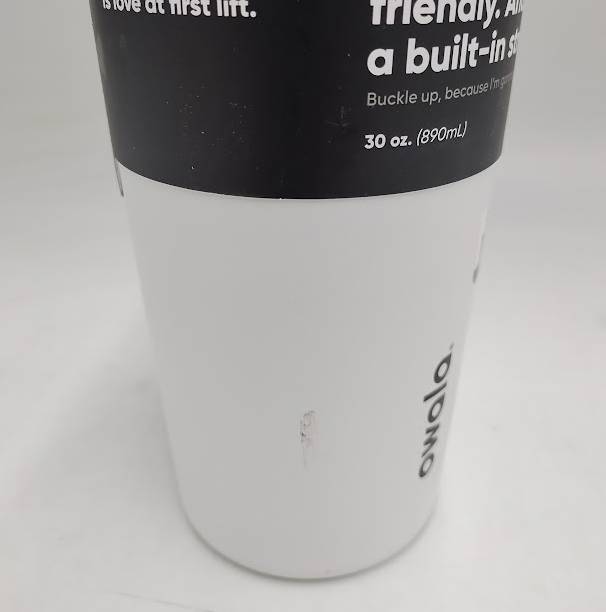 is love at first lift.
friendly.
a built-in
Buckle up, because I'm
30 oz. (890mL)
owala.